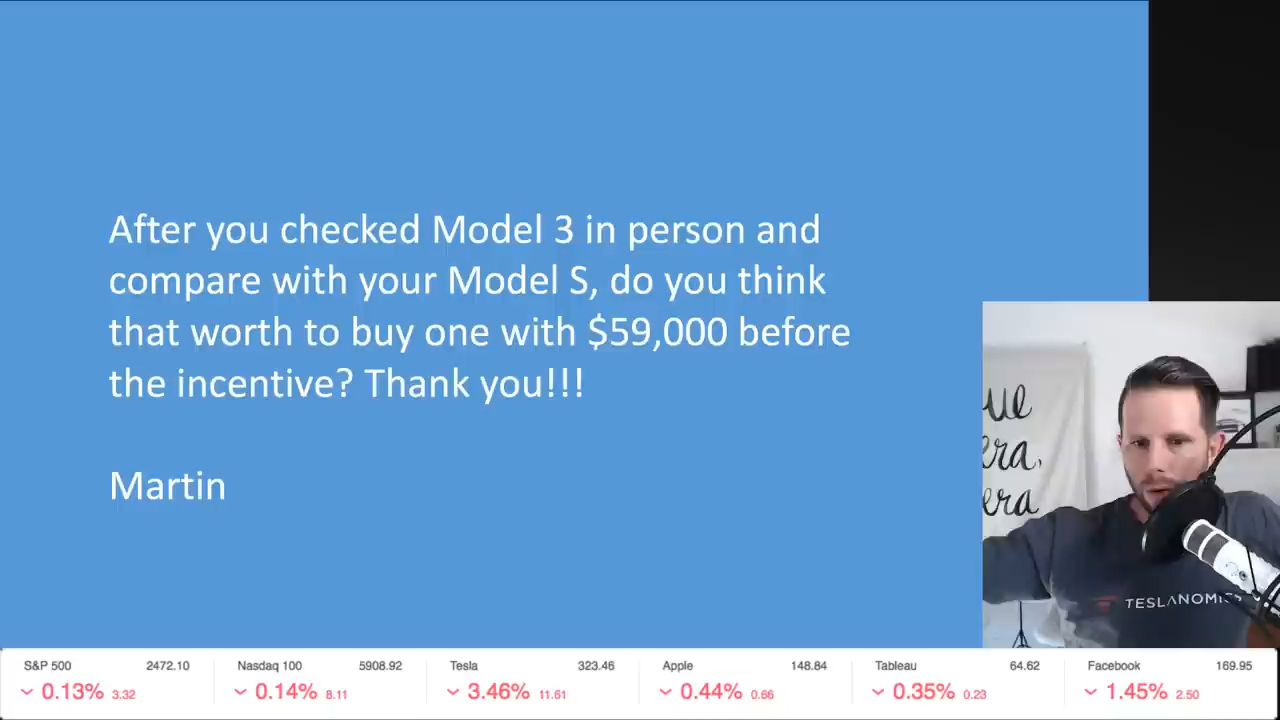 After you checked Model 3 in person and
compare with your Model S, do you think
that worth to buy one with $59,000 before
the incentive? Thank you!!!
Martin
ue
era,
era
TESLANOMICS
S&P 500 2472.10 Nasdaq 100 5908.92 Tesla 323.46 Apple 148.84 Tableau 64.62 Facebook 169.95
0.13% 3.32 0.14% 8.11 3.46% 11.61 0.44% 0.66 0.35% 0.23 1.45% 2.50